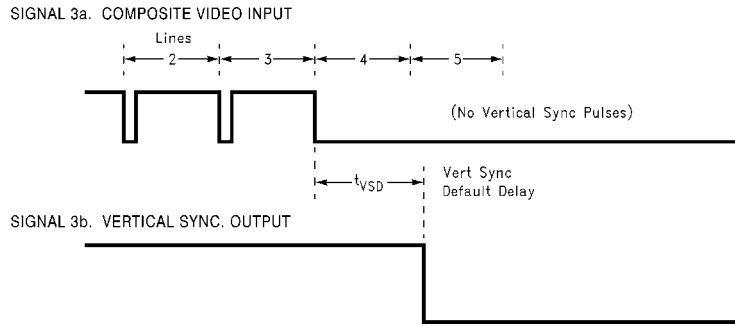 SIGNAL 3a. COMPOSITE VIDEO INPUT
Lines
2 3 4 5
(No Vertical Sync Pulses)
tVSD
Vert Sync
Default Delay
SIGNAL 3b. VERTICAL SYNC. OUTPUT